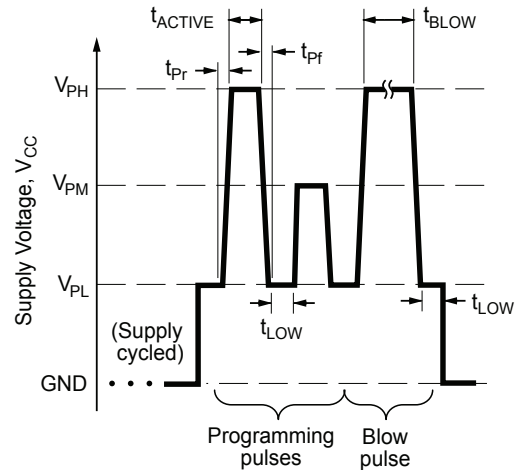 tACTIVE
tBLOW
tPr
tPf
VPH
VPM
VPL
Supply Voltage, VCC
tLOW
tLOW
(Supply
cycled)
GND
Programming
pulses
Blow
pulse